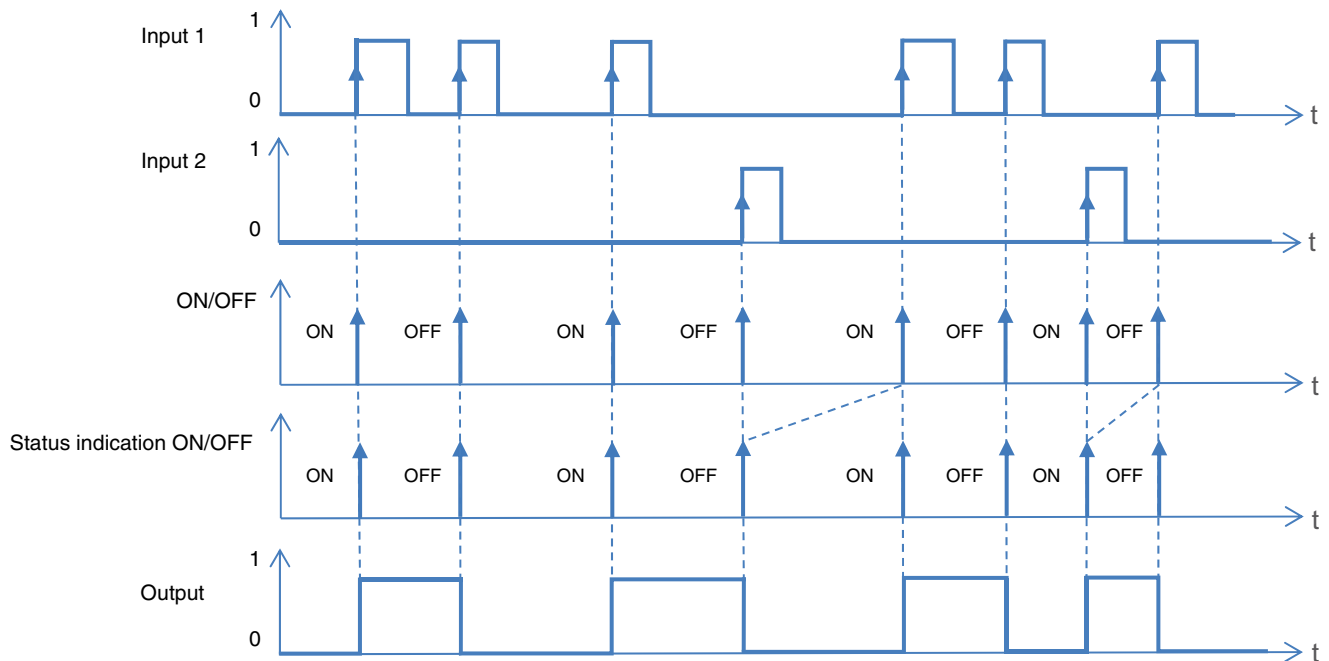 1
Input 1
0
t
1
Input 2
0
t
ON/OFF
ON OFF ON OFF ON OFF ON OFF
t
Status indication ON/OFF
ON OFF ON OFF ON OFF ON OFF
t
1
Output
0
t